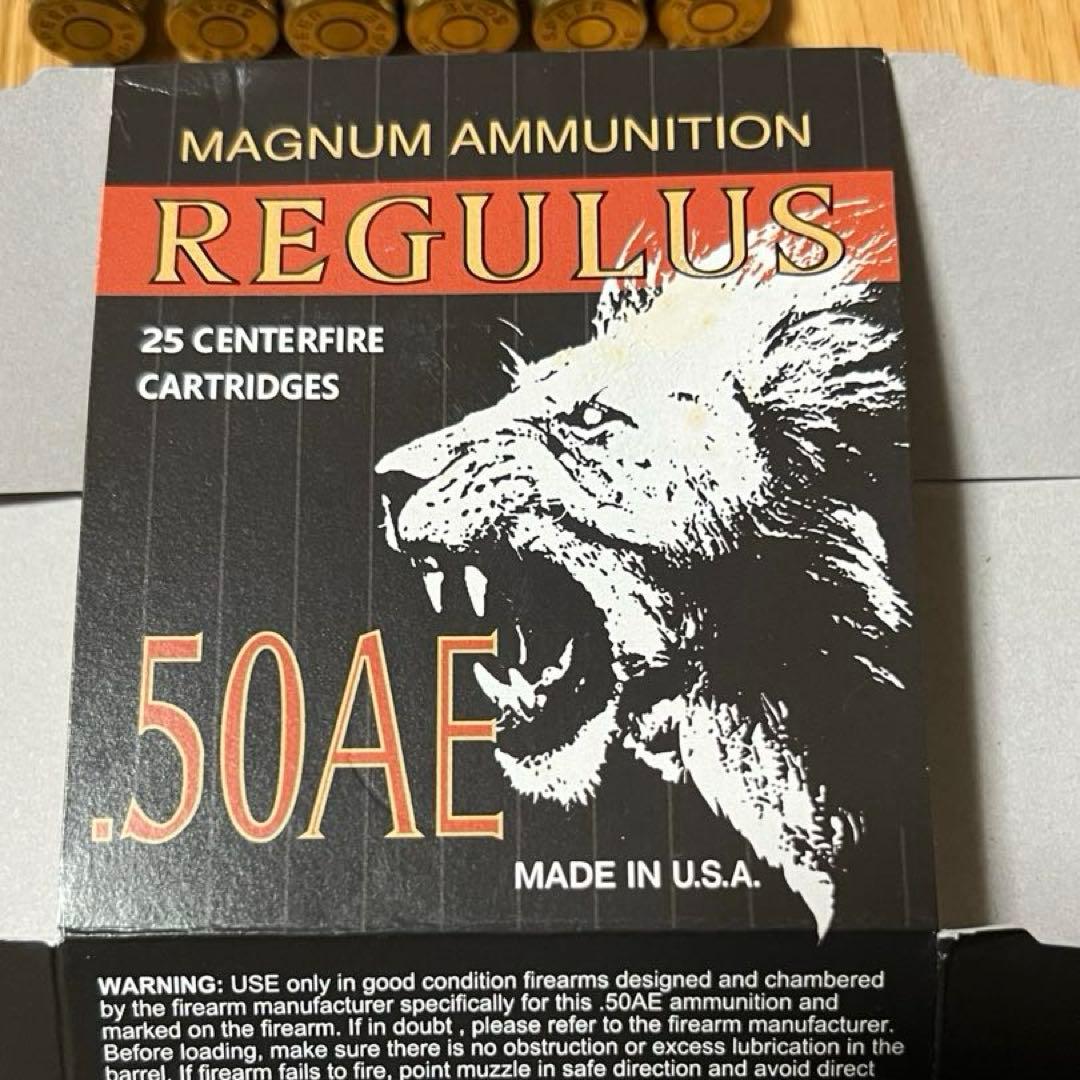 MAGNUM AMMUNITION
REGULUS
25 CENTERFIRE
CARTRIDGES
.50AE
MADE IN U.S.A.
WARNING: USE only in good condition firearms designed and chambered
by the firearm manufacturer specifically for this .50AE ammunition and
marked on the firearm. If in doubt , please refer to the firearm manufacturer.
Before loading, make sure there is no obstruction or excess lubrication in the
barrel. If firearm fails to fire, point muzzle in safe direction and avoid direct